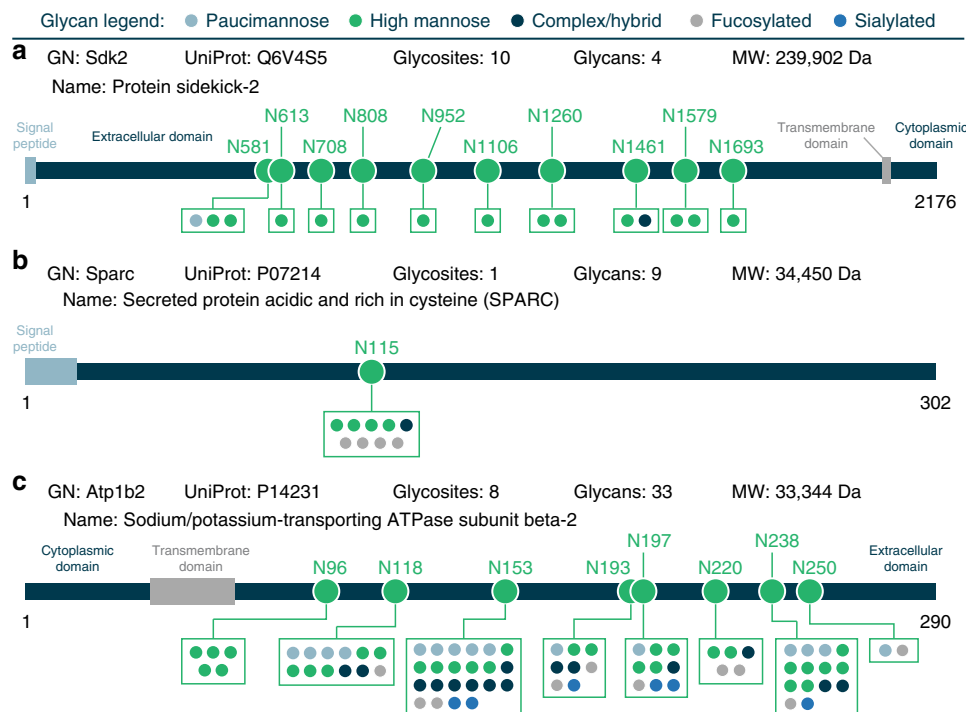 Glycan legend: Paucimannose High mannose Complex/hybrid Fucosylated Sialylated
a
GN: Sdk2 UniProt: Q6V4S5 Glycosites: 10 Glycans: 4 MW: 239,902 Da
Name: Protein sidekick-2
N613 N808 N952 N1260 N1579
Signal peptide
Extracellular domain
Transmembrane domain
Cytoplasmic domain
N581 N708 N1106 N1461 N1693
1 2176
b
GN: Sparc UniProt: P07214 Glycosites: 1 Glycans: 9 MW: 34,450 Da
Name: Secreted protein acidic and rich in cysteine (SPARC)
Signal
peptide
N115
1 302
c
GN: Atp1b2 UniProt: P14231 Glycosites: 8 Glycans: 33 MW: 33,344 Da
Name: Sodium/potassium-transporting ATPase subunit beta-2
N197 N238
Cytoplasmic
domain
Transmembrane
domain
Extracellular
domain
N96 N118 N153 N193 N220 N250
1 290